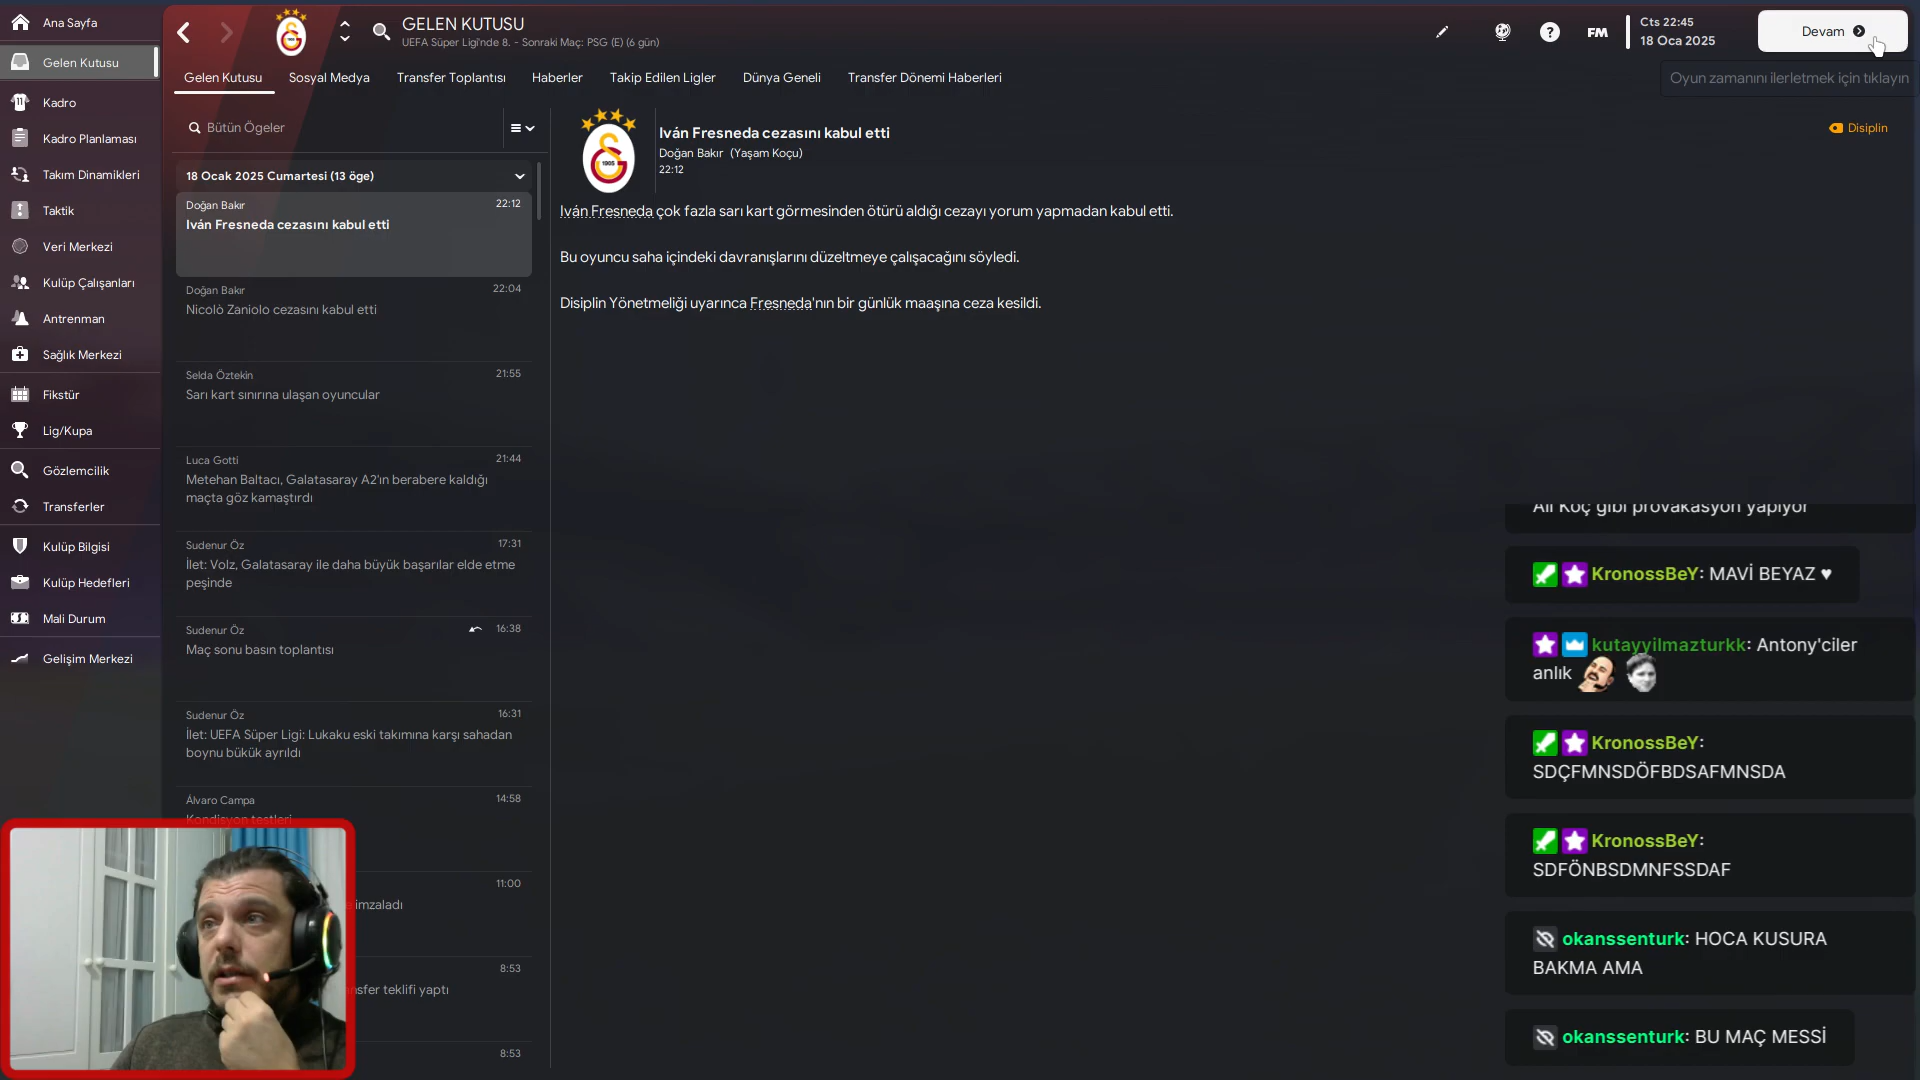 Ana Sayfa
Gelen Kutusu
Kadro
Kadro Planlaması
Takım Dinamikleri
Taktik
Veri Merkezi
Kulüp Çalışanları
Antrenman
Sağlık Merkezi
Fikstür
Lig/Kupa
Gözlemcilik
Transferler
Kulüp Bilgisi
Kulüp Hedefleri
Mali Durum
Gelişim Merkezi
GELEN KUTUSU
UEFA Süper Ligi'nde 8. - Sonraki Maç: PSG (E) (6 gün)
FM
Cts 22:45
18 Oca 2025
Devam
Oyun zamanını ilerletmek için tıklayın
Gelen Kutusu Sosyal Medya Transfer Toplantısı Haberler Takip Edilen Ligler Dünya Geneli Transfer Dönemi Haberleri
Bütün Ögeler
18 Ocak 2025 Cumartesi (13 öge)
Doğan Bakır 22:12
Iván Fresneda cezasını kabul etti
Doğan Bakır 22:04
Nicolò Zaniolo cezasını kabul etti
Selda Öztekin 21:55
Sarı kart sınırına ulaşan oyuncular
Luca Gotti 21:44
Metehan Baltacı, Galatasaray A2'ın berabere kaldığı
maçta göz kamaştırdı
Sudenur Öz 17:31
İlet: Volz, Galatasaray ile daha büyük başarılar elde etme
peşinde
Sudenur Öz 16:38
Maç sonu basın toplantısı
Sudenur Öz 16:31
İlet: UEFA Süper Ligi: Lukaku eski takımına karşı sahadan
boynu bükük ayrıldı
Álvaro Campa 14:58
Kondisyon testleri
11:00
imzaladı
8:53
nsfer teklifi yaptı
8:53
1905
Iván Fresneda cezasını kabul etti
Doğan Bakır (Yaşam Koçu)
22:12
Disiplin
Iván Fresneda çok fazla sarı kart görmesinden ötürü aldığı cezayı yorum yapmadan kabul etti.
Bu oyuncu saha içindeki davranışlarını düzeltmeye çalışacağını söyledi.
Disiplin Yönetmeliği uyarınca Fresneda'nın bir günlük maaşına ceza kesildi.
Ali Koç gibi provakasyon yapıyor
KronossBeY: MAVİ BEYAZ ♥
kutayyilmazturkk: Antony'ciler
anlık
KronossBeY:
SDÇFMNSDÖFBDSAFMNSDA
KronossBeY:
SDFÖNBSDMNFSSDAF
okanssenturk: HOCA KUSURA
BAKMA AMA
okanssenturk: BU MAÇ MESSİ